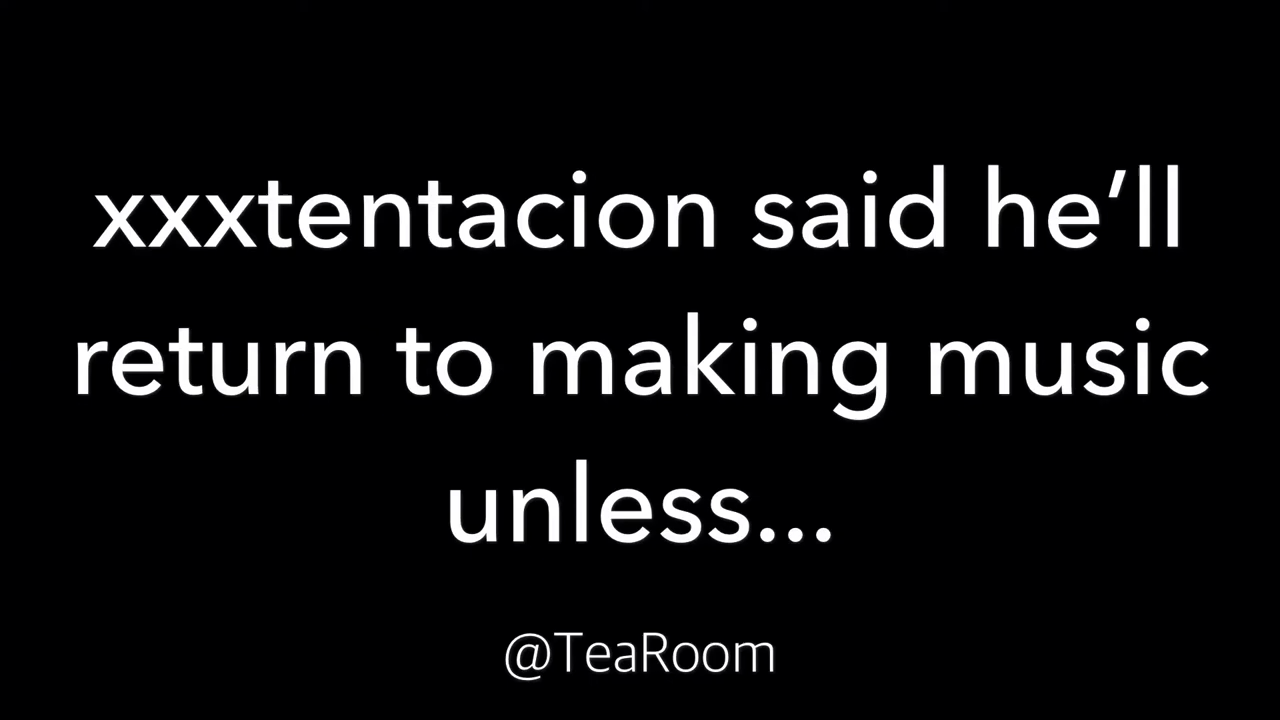 xxxtentacion said he’ll
return to making music
unless...
@TeaRoom